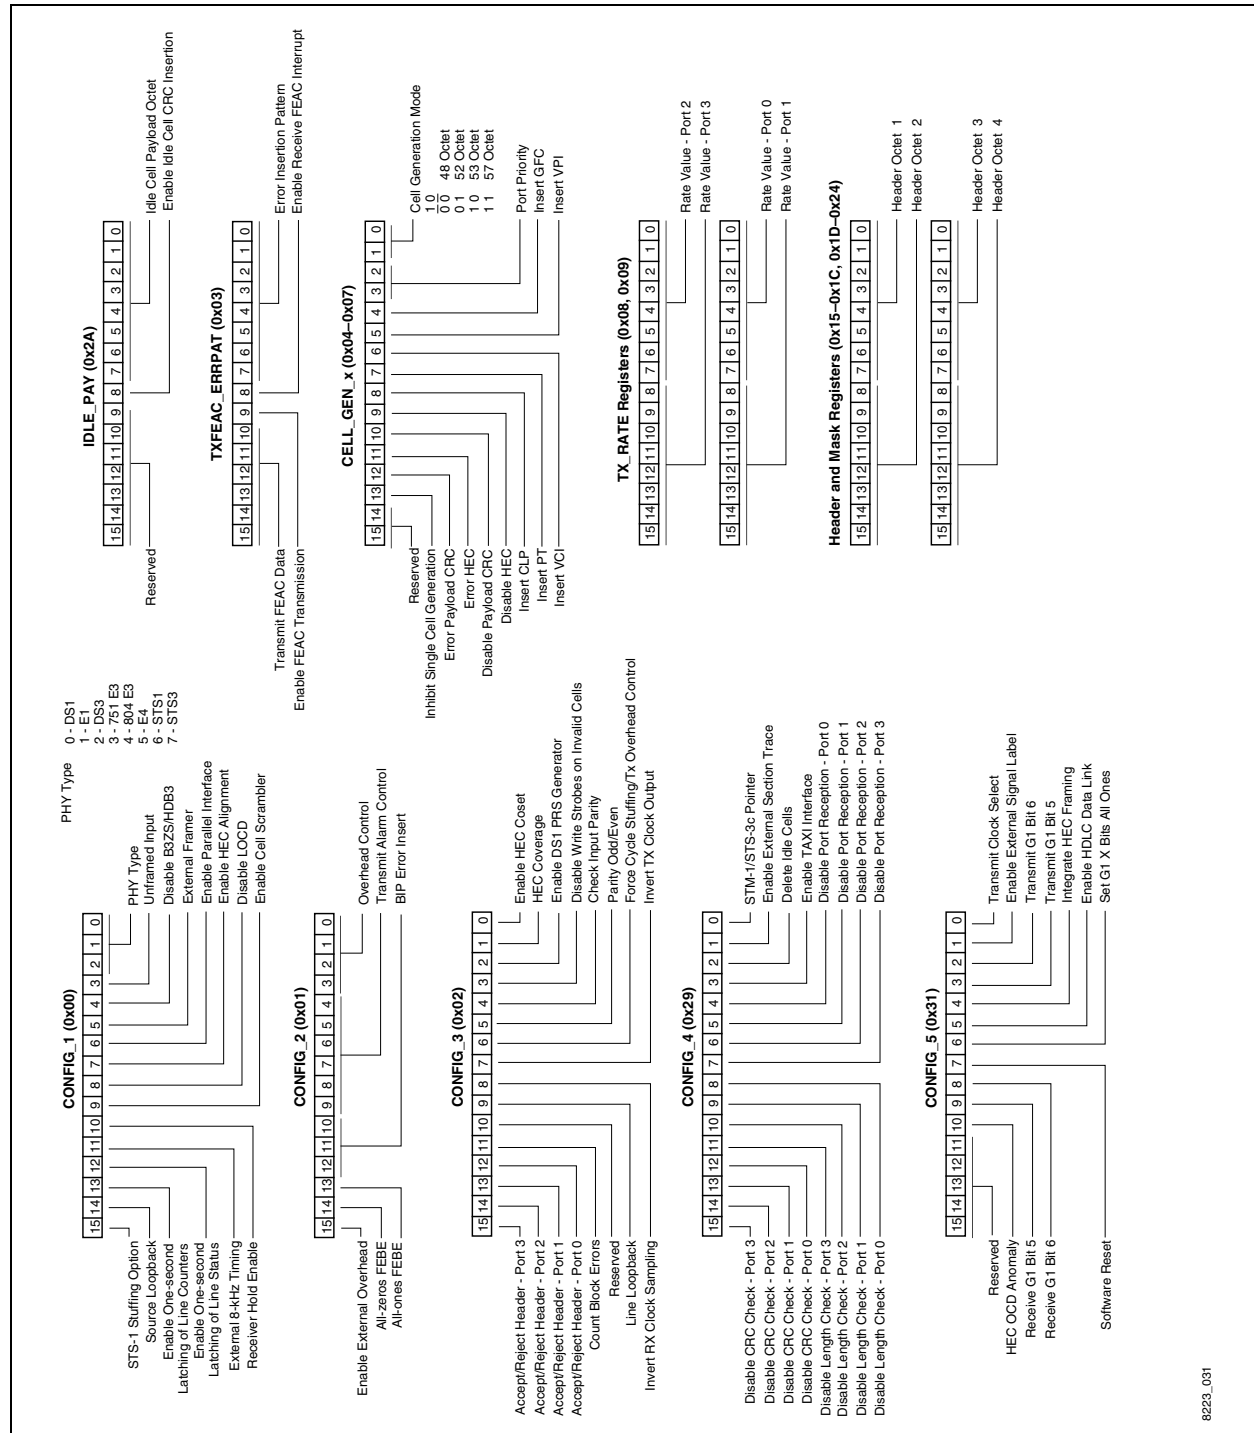 CONFIG_1 (0x00)
15 14 13 12 11 10 9 8 7 6 5 4 3 2 1 0
STS-1 Stuffing Option
Source Loopback
Enable One-second
Latching of Line Counters
Enable One-second
Latching of Line Status
External 8-kHz Timing
Receiver Hold Enable
PHY Type
Unframed Input
Disable B3ZS/HDB3
External Framer
Enable Parallel Interface
Enable HEC Alignment
Disable LOCD
Enable Cell Scrambler
PHY Type
0 - DS1
1 - E1
2 - DS3
3 - 751 E3
4 - 804 E3
5 - E4
6 - STS1
7 - STS3
CONFIG_2 (0x01)
15 14 13 12 11 10 9 8 7 6 5 4 3 2 1 0
Enable External Overhead
All-zeros FEBE
All-ones FEBE
Overhead Control
Transmit Alarm Control
BIP Error Insert
CONFIG_3 (0x02)
15 14 13 12 11 10 9 8 7 6 5 4 3 2 1 0
Accept/Reject Header - Port 3
Accept/Reject Header - Port 2
Accept/Reject Header - Port 1
Accept/Reject Header - Port 0
Count Block Errors
Reserved
Line Loopback
Invert RX Clock Sampling
Enable HEC Coset
HEC Coverage
Enable DS1 PRS Generator
Disable Write Strobes on Invalid Cells
Check Input Parity
Parity Odd/Even
Force Cycle Stuffing/Tx Overhead Control
Invert TX Clock Output
CONFIG_4 (0x29)
15 14 13 12 11 10 9 8 7 6 5 4 3 2 1 0
Disable CRC Check - Port 3
Disable CRC Check - Port 2
Disable CRC Check - Port 1
Disable CRC Check - Port 0
Disable Length Check - Port 3
Disable Length Check - Port 2
Disable Length Check - Port 1
Disable Length Check - Port 0
STM-1/STS-3c Pointer
Enable External Section Trace
Delete Idle Cells
Enable TAXI Interface
Disable Port Reception - Port 0
Disable Port Reception - Port 1
Disable Port Reception - Port 2
Disable Port Reception - Port 3
CONFIG_5 (0x31)
15 14 13 12 11 10 9 8 7 6 5 4 3 2 1 0
Reserved
HEC OCD Anomaly
Receive G1 Bit 5
Receive G1 Bit 6
Software Reset
Transmit Clock Select
Enable External Signal Label
Transmit G1 Bit 6
Transmit G1 Bit 5
Integrate HEC Framing
Enable HDLC Data Link
Set G1 X Bits All Ones
IDLE_PAY (0x2A)
15 14 13 12 11 10 9 8 7 6 5 4 3 2 1 0
Reserved
Idle Cell Payload Octet
Enable Idle Cell CRC Insertion
TXFEAC_ERRPAT (0x03)
15 14 13 12 11 10 9 8 7 6 5 4 3 2 1 0
Transmit FEAC Data
Enable FEAC Transmission
Error Insertion Pattern
Enable Receive FEAC Interrupt
CELL_GEN_x (0x04–0x07)
15 14 13 12 11 10 9 8 7 6 5 4 3 2 1 0
Reserved
Inhibit Single Cell Generation
Error Payload CRC
Error HEC
Disable Payload CRC
Disable HEC
Insert CLP
Insert PT
Insert VCI
Cell Generation Mode
1 0
0 0 48 Octet
0 1 52 Octet
1 0 53 Octet
1 1 57 Octet
Port Priority
Insert GFC
Insert VPI
TX_RATE Registers (0x08, 0x09)
15 14 13 12 11 10 9 8 7 6 5 4 3 2 1 0
Rate Value - Port 2
Rate Value - Port 3
15 14 13 12 11 10 9 8 7 6 5 4 3 2 1 0
Rate Value - Port 0
Rate Value - Port 1
Header and Mask Registers (0x15–0x1C, 0x1D–0x24)
15 14 13 12 11 10 9 8 7 6 5 4 3 2 1 0
Header Octet 1
Header Octet 2
15 14 13 12 11 10 9 8 7 6 5 4 3 2 1 0
Header Octet 3
Header Octet 4
8223_031